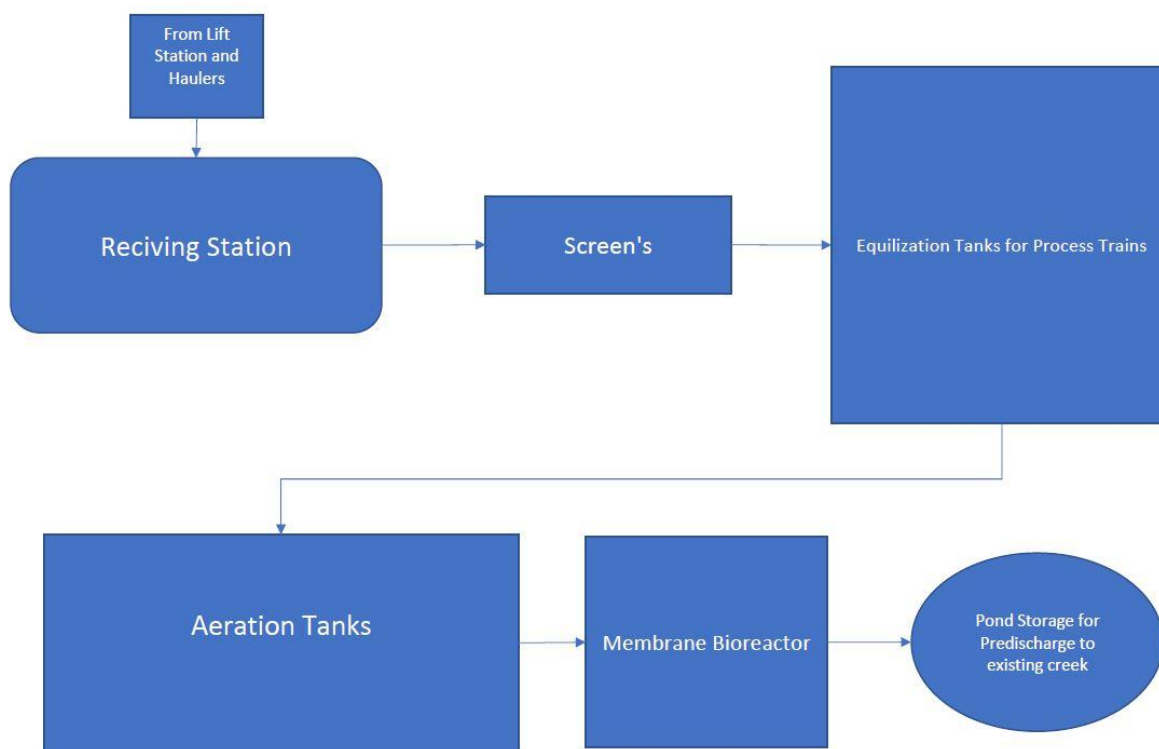 From Lift
Station and
Haulers
Reciving Station
Screen's
Equilization Tanks for Process Trains
Aeration Tanks
Membrane Bioreactor
Pond Storage for
Predischarge to
existing creek